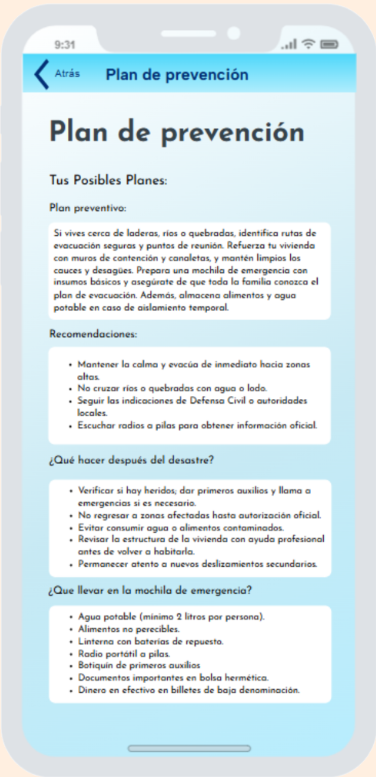 9:31
Atrás Plan de prevención
Plan de prevención
Tus Posibles Planes:
Plan preventivo:
Si vives cerca de laderas, ríos o quebradas, identifica rutas de
evacuación seguras y puntos de reunión. Refuerza tu vivienda
con muros de contención y canaletas, y mantén limpios los
cauces y desagües. Prepara una mochila de emergencia con
insumos básicos y asegúrate de que toda la familia conozca el
plan de evacuación. Además, almacena alimentos y agua
potable en caso de aislamiento temporal.
Recomendaciones:
• Mantener la calma y evacúa de inmediato hacia zonas
altas.
• No cruzar ríos o quebradas con agua o lodo.
• Seguir las indicaciones de Defensa Civil o autoridades
locales.
• Escuchar radios a pilas para obtener información oficial.
¿Qué hacer después del desastre?
• Verificar si hay heridos; dar primeros auxilios y llama a
emergencias si es necesario.
• No regresar a zonas afectadas hasta autorización oficial.
• Evitar consumir agua o alimentos contaminados.
• Revisar la estructura de la vivienda con ayuda profesional
antes de volver a habitarla.
• Permanecer atento a nuevos deslizamientos secundarios.
¿Que llevar en la mochila de emergencia?
• Agua potable (mínimo 2 litros por persona).
• Alimentos no perecibles.
• Linterna con baterías de repuesto.
• Radio portátil a pilas.
• Botiquín de primeros auxilios
• Documentos importantes en bolsa hermética.
• Dinero en efectivo en billetes de baja denominación.